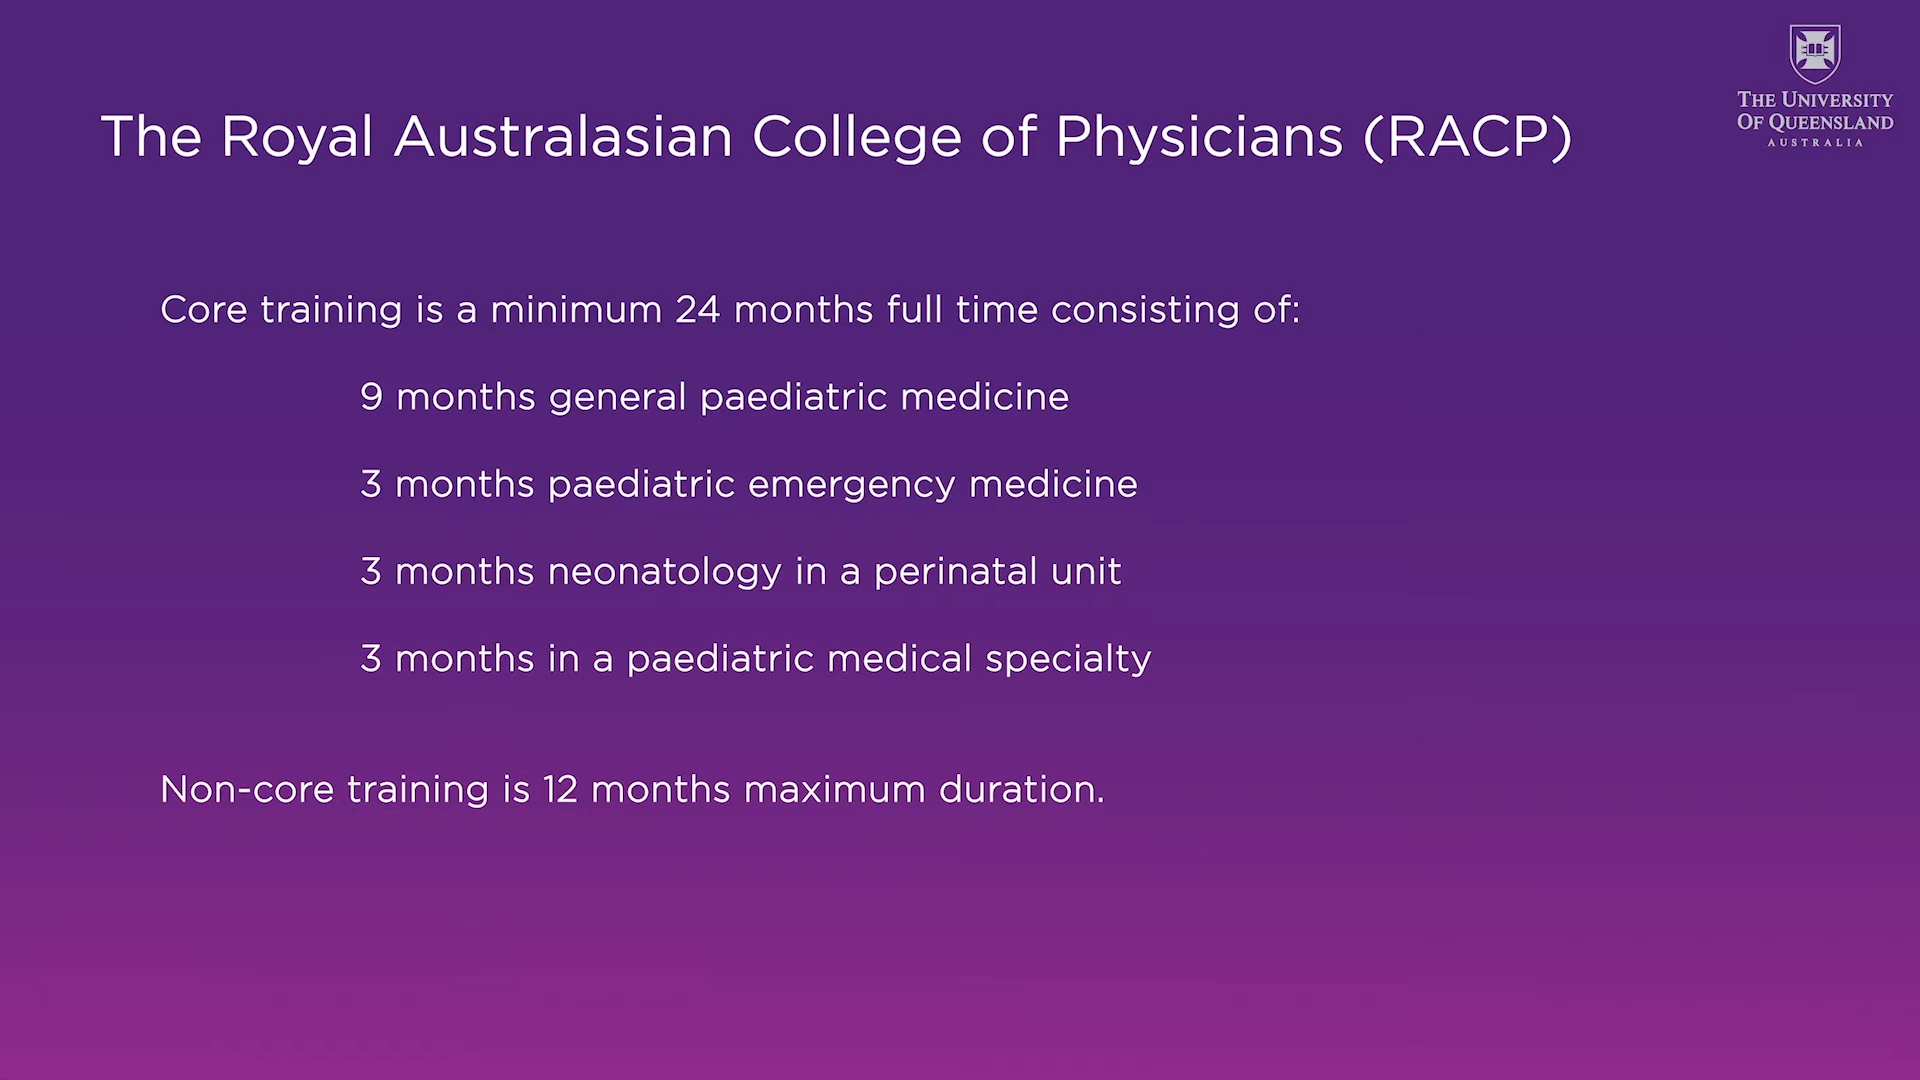 THE UNIVERSITY
OF QUEENSLAND
AUSTRALIA
The Royal Australasian College of Physicians (RACP)
Core training is a minimum 24 months full time consisting of:
9 months general paediatric medicine
3 months paediatric emergency medicine
3 months neonatology in a perinatal unit
3 months in a paediatric medical specialty
Non-core training is 12 months maximum duration.